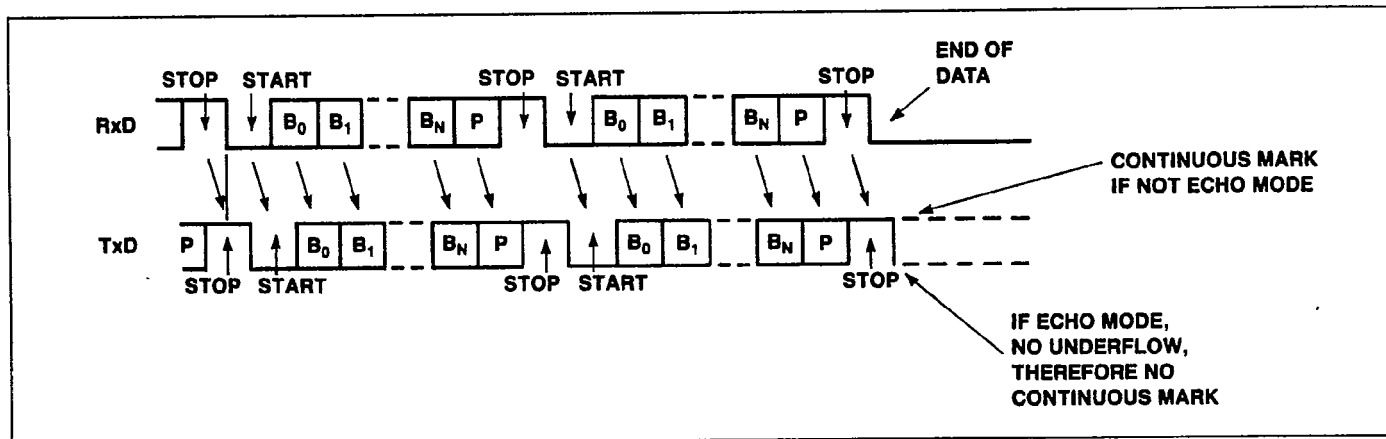 END OF
DATA
STOP START STOP START STOP
RxD B0 B1 BN P B0 B1 BN P
CONTINUOUS MARK
IF NOT ECHO MODE
TxD P B0 B1 BN P B0 B1 BN P
STOP START STOP START STOP
IF ECHO MODE,
NO UNDERFLOW,
THEREFORE NO
CONTINUOUS MARK